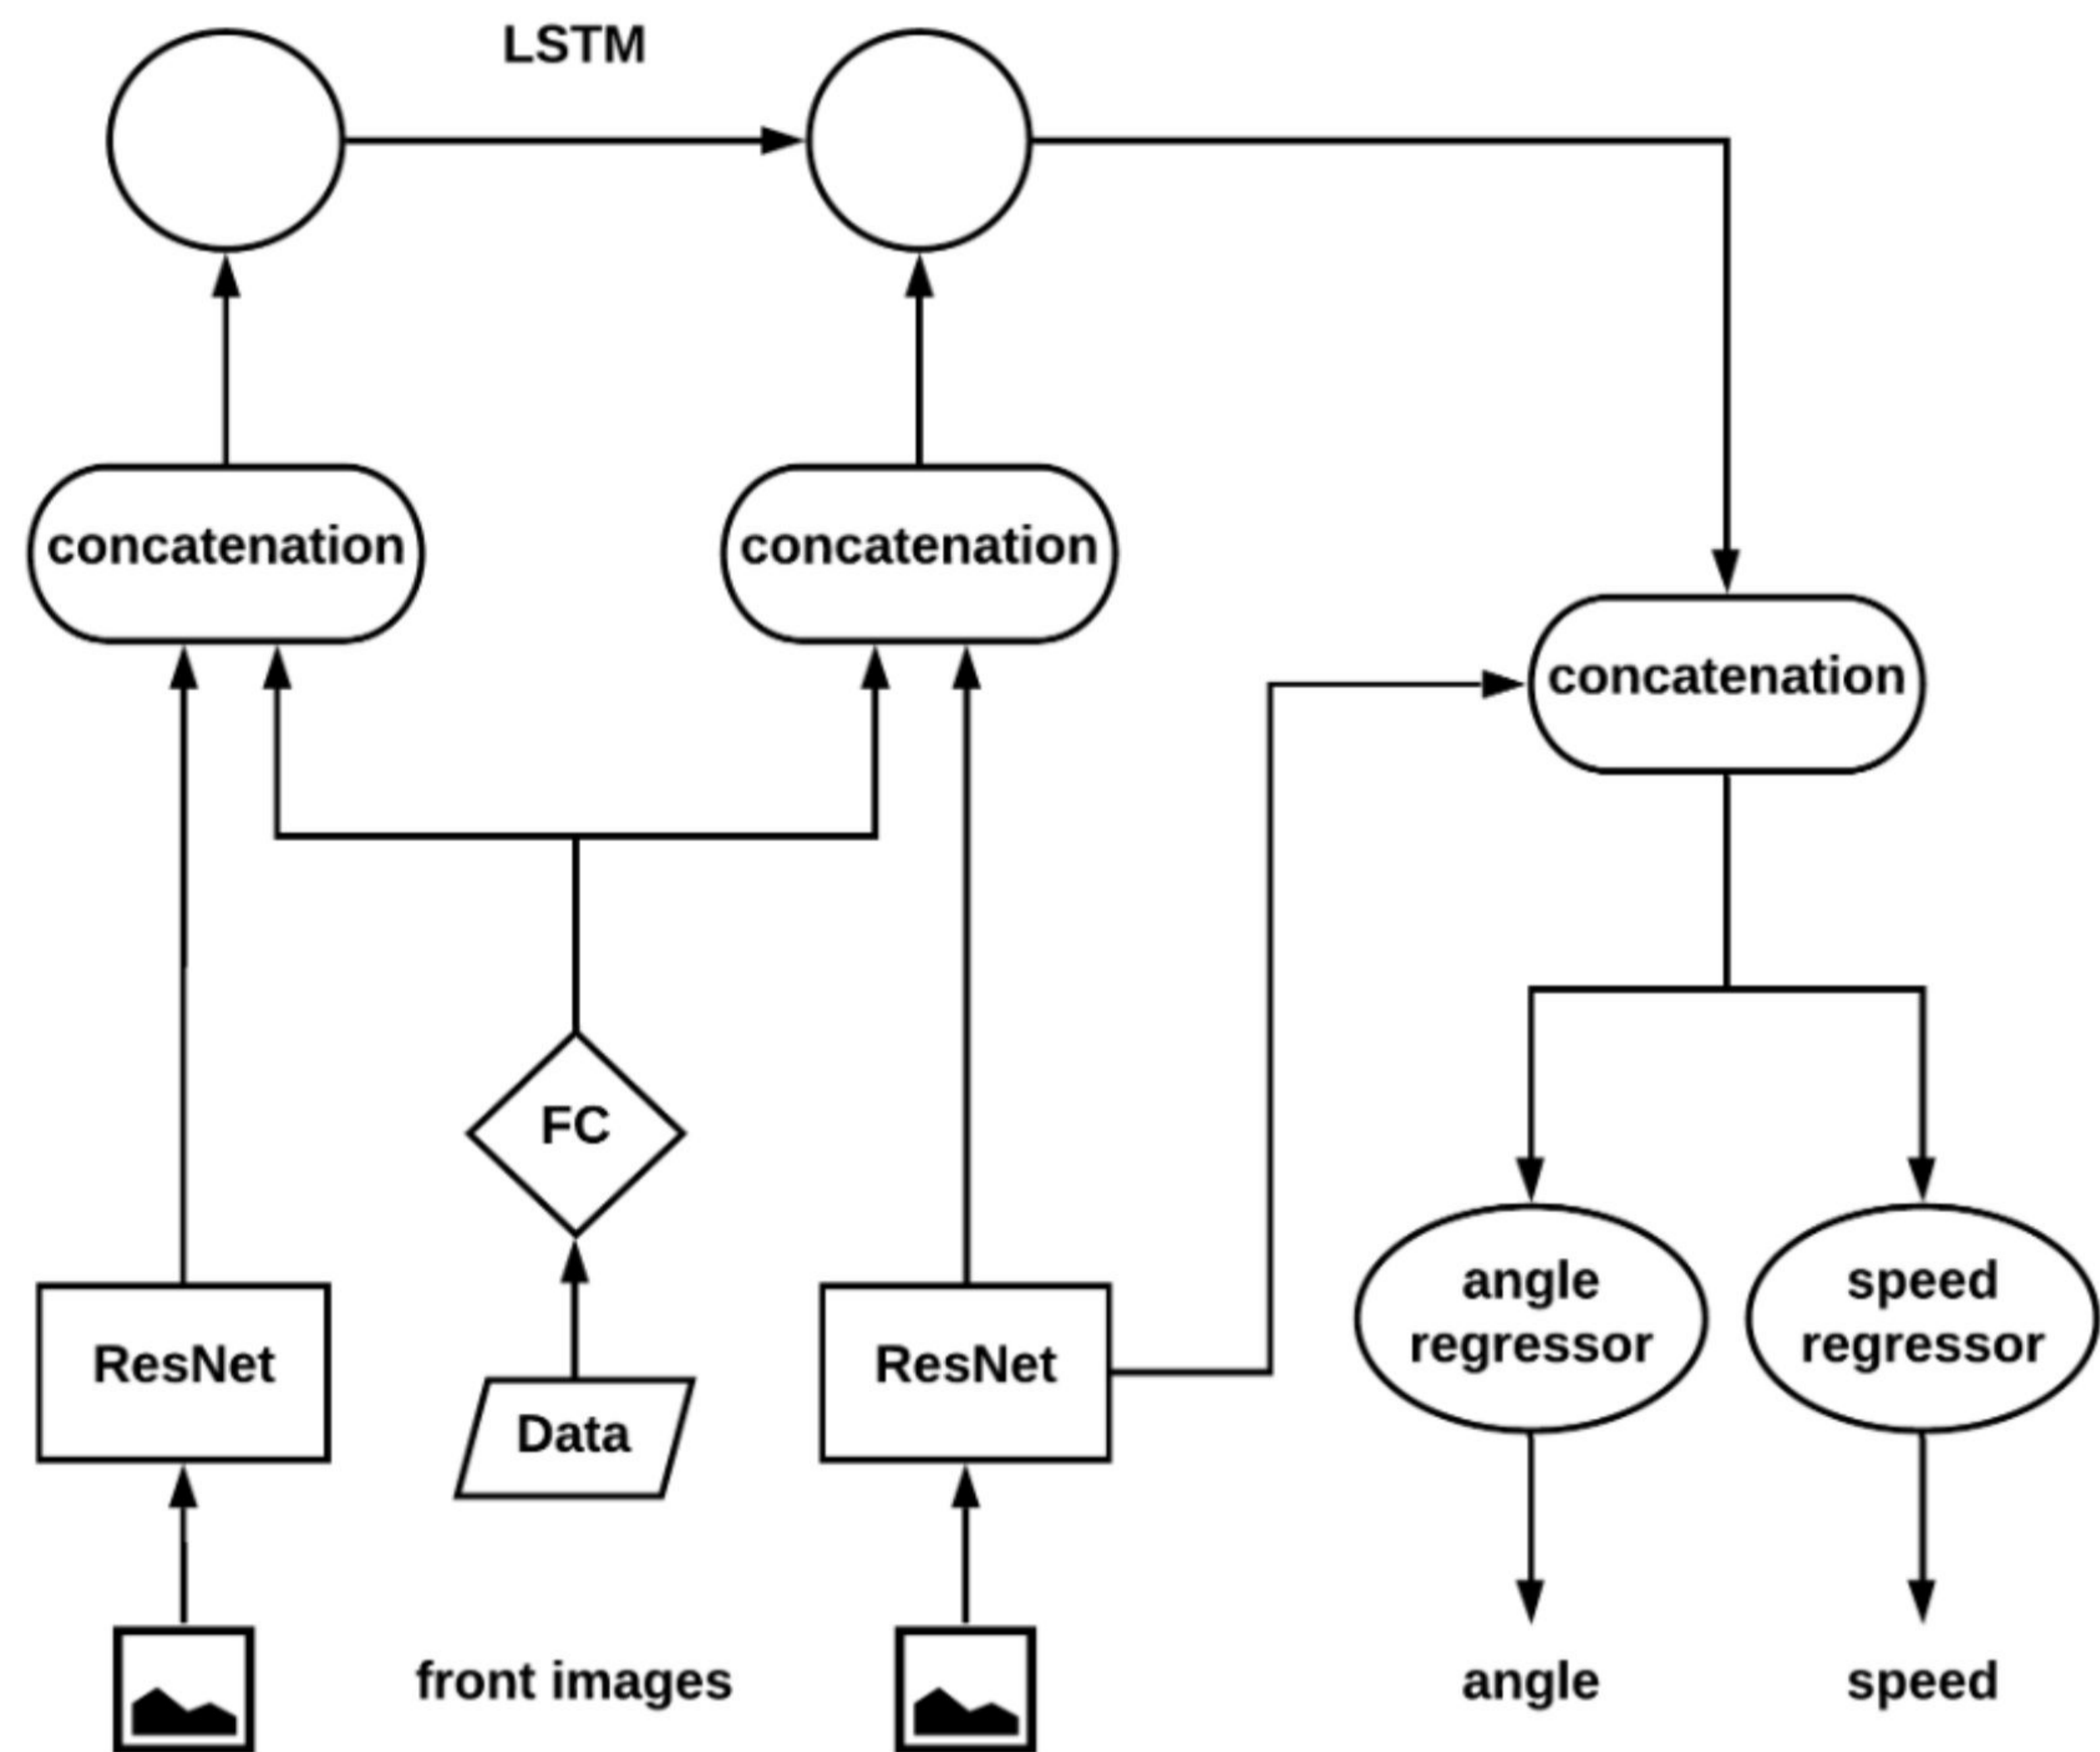 LSTM
concatenation
concatenation
concatenation
FC
angle
regressor
speed
regressor
ResNet
ResNet
Data
front images
angle
speed